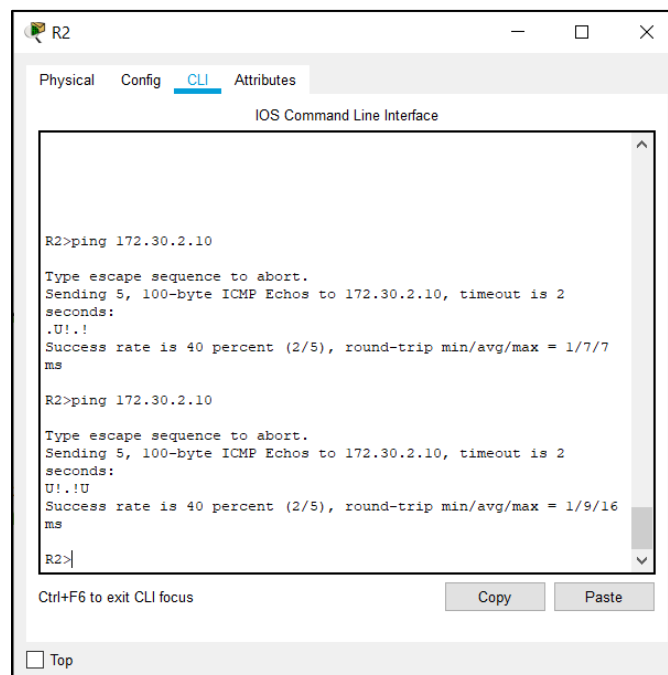 R2
Physical Config CLI Attributes
IOS Command Line Interface
R2>ping 172.30.2.10
Type escape sequence to abort.
Sending 5, 100-byte ICMP Echos to 172.30.2.10, timeout is 2
seconds:
.U!.!
Success rate is 40 percent (2/5), round-trip min/avg/max = 1/7/7
ms
R2>ping 172.30.2.10
Type escape sequence to abort.
Sending 5, 100-byte ICMP Echos to 172.30.2.10, timeout is 2
seconds:
U!.!U
Success rate is 40 percent (2/5), round-trip min/avg/max = 1/9/16
ms
R2>
Ctrl+F6 to exit CLI focus
Copy Paste
Top